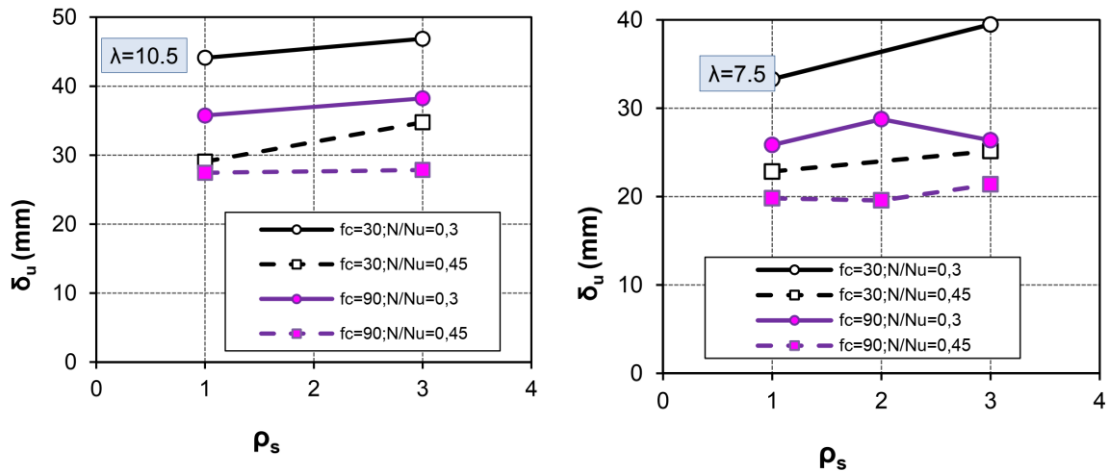 50
40
30
20
10
0
0
1
2
3
4
δu (mm)
ρs
λ=10.5
fc=30;N/Nu=0,3
fc=30;N/Nu=0,45
fc=90;N/Nu=0,3
fc=90;N/Nu=0,45
40
30
20
10
0
0
1
2
3
4
δu (mm)
ρs
λ=7.5
fc=30;N/Nu=0,3
fc=30;N/Nu=0,45
fc=90;N/Nu=0,3
fc=90;N/Nu=0,45